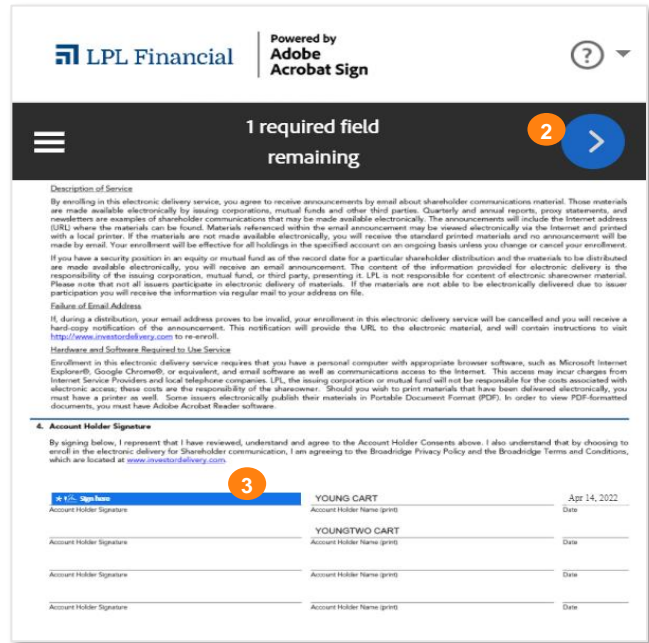 LPL Financial
Powered by
Adobe
Acrobat Sign
?
1 required field
remaining
2
Description of Service
By enrolling in this electronic delivery service, you agree to receive announcements by email about shareholder communications material. Those materials
are made available electronically by issuing corporations, mutual funds and other third parties. Quarterly and annual reports, proxy statements, and
newsletters are examples of shareholder communications that may be made available electronically. The announcements will include the Internet address
(URL) where the materials can be found. Materials referenced within the email announcement may be viewed electronically via the Internet and printed
with a local printer. If the materials are not made available electronically, you will receive the standard printed materials and no announcement will be
made by email. Your enrollment will be effective for all holdings in the specified account on an ongoing basis unless you change or cancel your enrollment.
If you have a security position in an equity or mutual fund as of the record date for a particular shareholder distribution and the materials to be distributed
are made available electronically, you will receive an email announcement. The content of the information provided for electronic delivery is the
responsibility of the issuing corporation, mutual fund, or third party, presenting it. LPL is not responsible for content of electronic shareowner material.
Please note that not all issuers participate in electronic delivery of materials. If the materials are not able to be electronically delivered due to issuer
participation you will receive the information via regular mail to your address on file.
Failure of Email Address
If, during a distribution, your email address proves to be invalid, your enrollment in this electronic delivery service will be cancelled and you will receive a
hard-copy notification of the announcement. This notification will provide the URL to the electronic material, and will contain instructions to visit
http://www.investordelivery.com to re-enroll.
Hardware and Software Required to Use Service
Enrollment in this electronic delivery service requires that you have a personal computer with appropriate browser software, such as Microsoft Internet
Explorer®, Google Chrome®, or equivalent, and email software as well as communications access to the Internet. This access may incur charges from
Internet Service Providers and local telephone companies. LPL, the issuing corporation or mutual fund will not be responsible for the costs associated with
electronic access; these costs are the responsibility of the shareowner. Should you wish to print materials that have been delivered electronically, you
must have a printer as well. Some issuers electronically publish their materials in Portable Document Format (PDF). In order to view PDF-formatted
documents, you must have Adobe Acrobat Reader software.
4. Account Holder Signature
By signing below, I represent that I have reviewed, understand and agree to the Account Holder Consents above. I also understand that by choosing to
enroll in the electronic delivery for Shareholder communication, I am agreeing to the Broadridge Privacy Policy and the Broadridge Terms and Conditions,
which are located at www.investordelivery.com.
3
* Sign here YOUNG CART Apr 14, 2022
Account Holder Signature Account Holder Name (print) Date
YOUNGTWO CART
Account Holder Signature Account Holder Name (print) Date
Account Holder Signature Account Holder Name (print) Date
Account Holder Signature Account Holder Name (print) Date